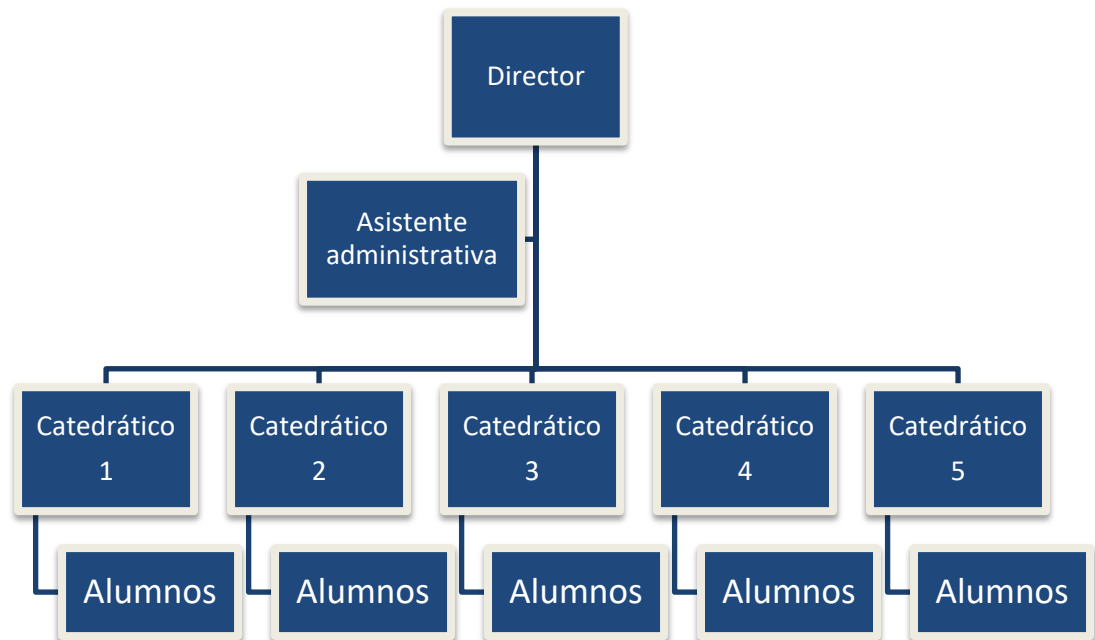 Director
Asistente
administrativa
Catedrático
1
Catedrático
2
Catedrático
3
Catedrático
4
Catedrático
5
Alumnos
Alumnos
Alumnos
Alumnos
Alumnos